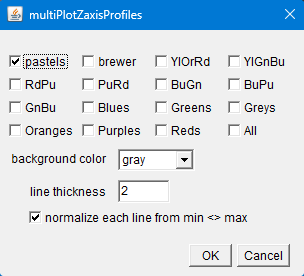 multiPlotZaxisProfiles
pastels brewer YlOrRd YlGnBu
RdPu PuRd BuGn BuPu
GnBu Blues Greens Greys
Oranges Purples Reds All
background color gray
line thickness 2
normalize each line from min <> max
OK Cancel